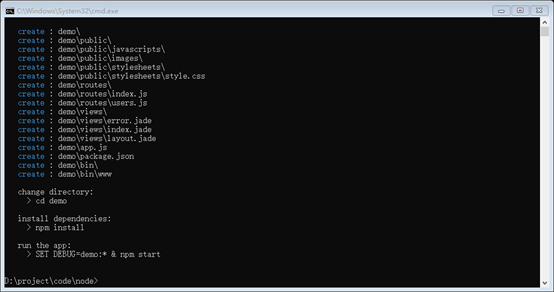 C:\Windows\System32\cmd.exe
create : demo\
create : demo\public\
create : demo\public\javascripts\
create : demo\public\images\
create : demo\public\stylesheets\
create : demo\public\stylesheets\style.css
create : demo\routes\
create : demo\routes\index.js
create : demo\routes\users.js
create : demo\views\
create : demo\views\error.jade
create : demo\views\index.jade
create : demo\views\layout.jade
create : demo\app.js
create : demo\package.json
create : demo\bin\
create : demo\bin\www
change directory:
> cd demo
install dependencies:
> npm install
run the app:
> SET DEBUG=demo:* & npm start
D:\project\code\node>